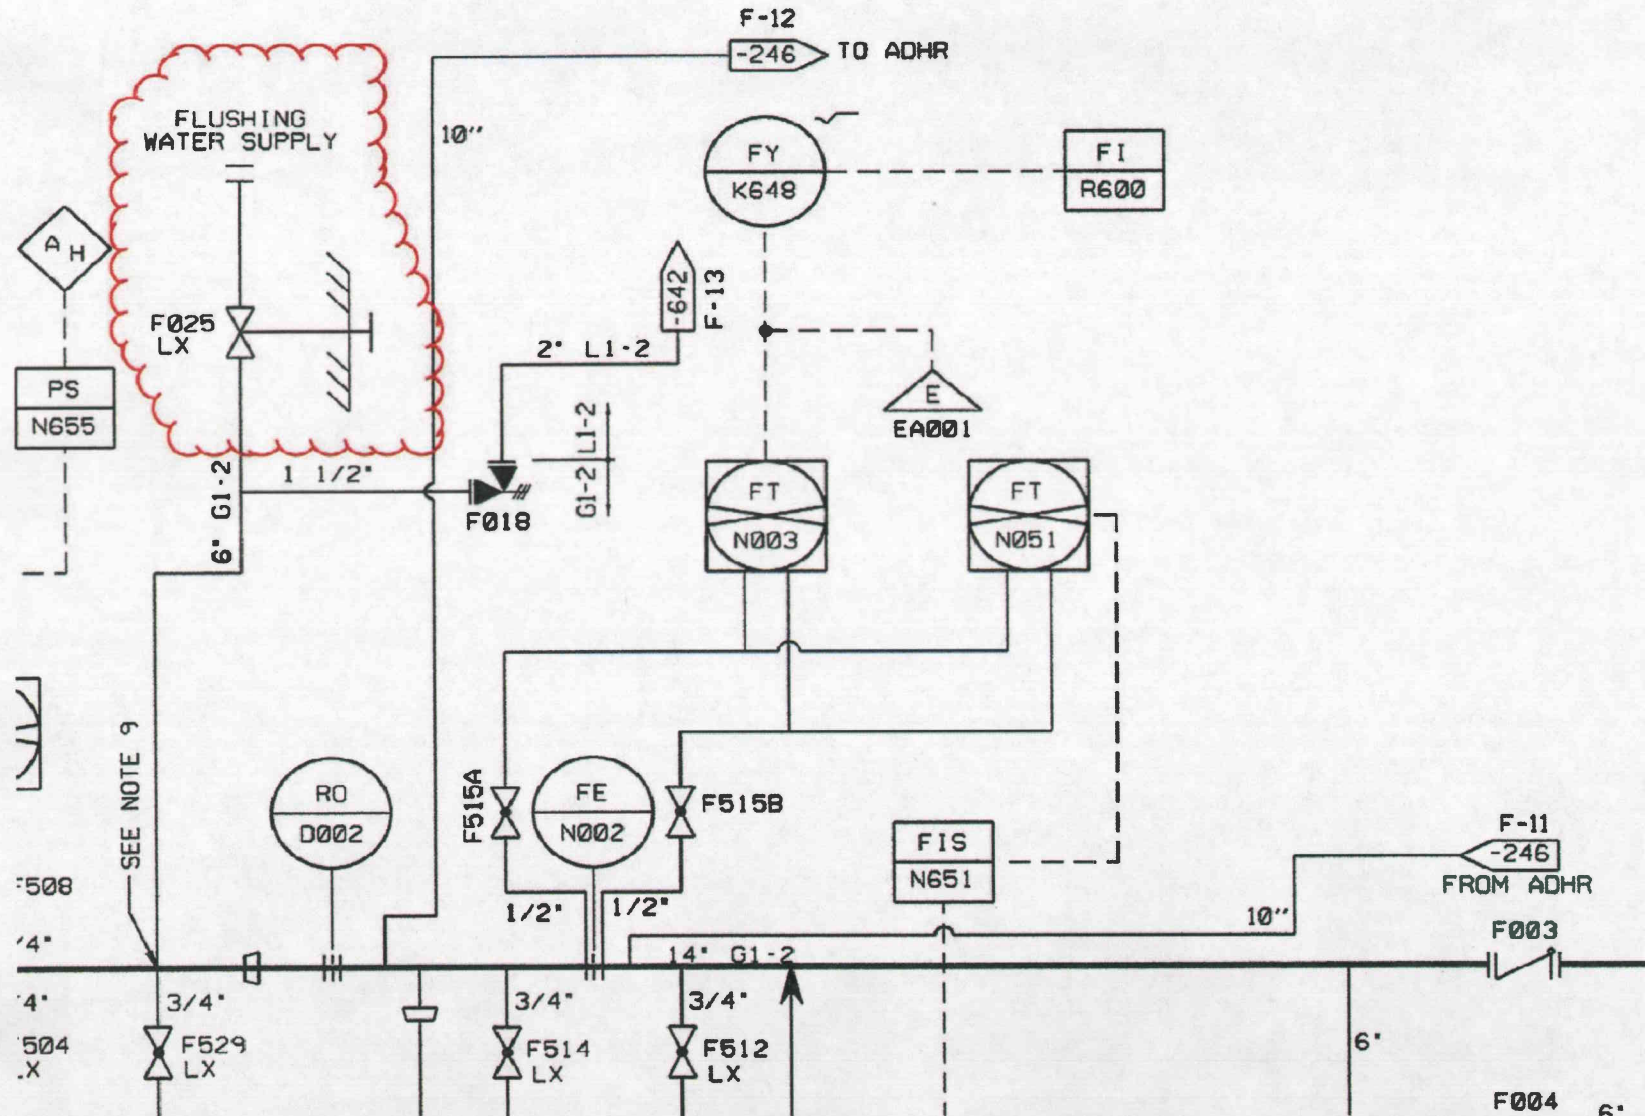 F-12
-246
TO ADHR
10"
FLUSHING
WATER SUPPLY
FY
K648
FI
R600
A H
-642
F-13
F025
LX
2" L1-2
PS
N655
E
EA001
G1-2 L1-2
1 1/2"
6" G1-2
F018
FT
N003
FT
N051
SEE NOTE 9
RO
D002
F515A
FE
N002
F515B
FIS
N651
F-11
-246
FROM ADHR
F508
1/2"
1/2"
10"
F003
14" G1-2
3/4"
3/4"
3/4"
504
F529
LX
F514
LX
F512
LX
6"
F004
6"